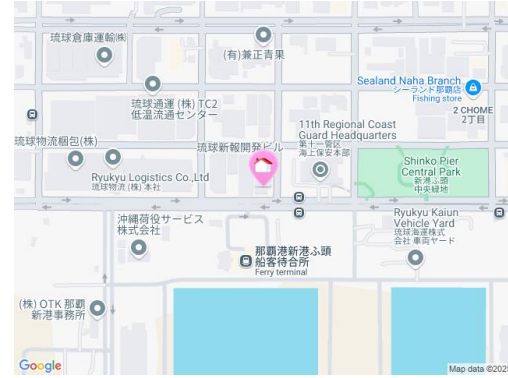 琉球倉庫運輸㈱
(有)兼正青果
Sealand Naha Branch
シーランド那覇店
Fishing store
2 CHOME
2丁目
琉球通運 (株) TC2
低温流通センター
11th Regional Coast
Guard Headquarters
第十一管区
海上保安本部
琉球物流梱包(株)
琉球新報開発ビル
Shinko Pier
Central Park
新港ふ頭
中央緑地
Ryukyu Logistics Co.,Ltd
琉球物流 (株) 本社
沖縄荷役サービス
株式会社
Ryukyu Kaiun
Vehicle Yard
琉球海運株式
会社 車両ヤード
那覇港新港ふ頭
船客待合所
Ferry terminal
(株) OTK 那覇
新港事務所
Google
Map data ©2025